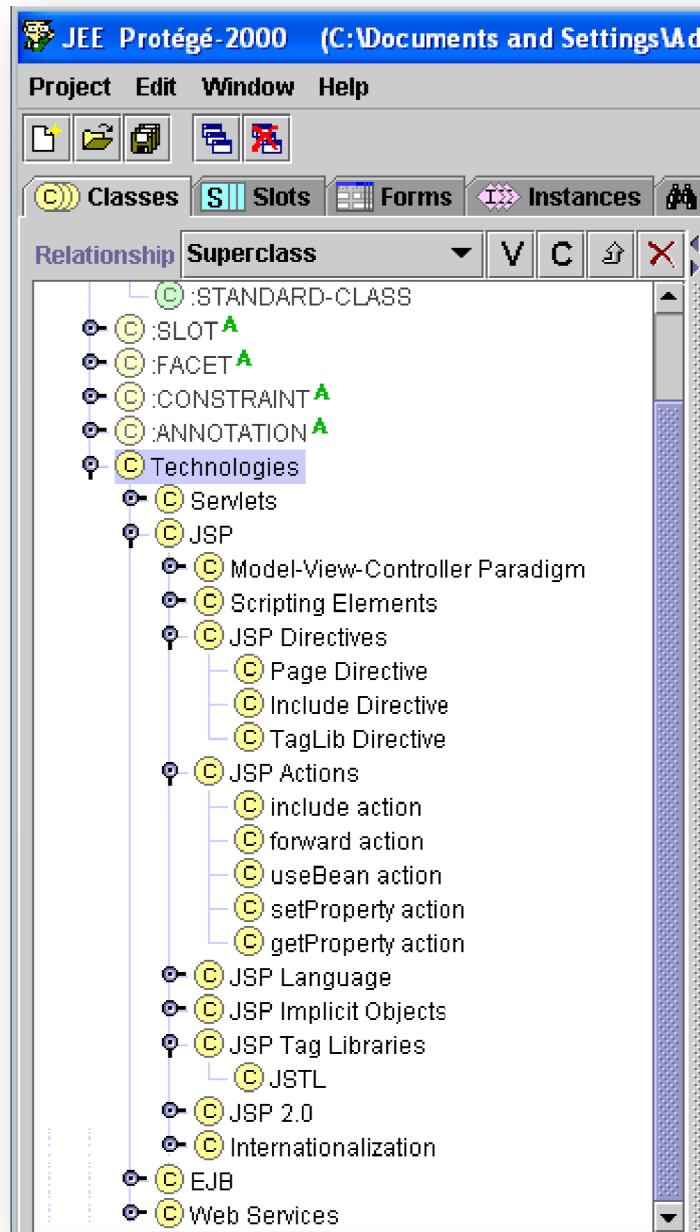 JEE Protégé-2000 (C:\Documents and Settings\Ad
Project Edit Window Help
C Classes S Slots Forms I Instances
Relationship Superclass V C
C :STANDARD-CLASS
C :SLOT A
C :FACET A
C :CONSTRAINT A
C :ANNOTATION A
C Technologies
C Servlets
C JSP
C Model-View-Controller Paradigm
C Scripting Elements
C JSP Directives
C Page Directive
C Include Directive
C TagLib Directive
C JSP Actions
C include action
C forward action
C useBean action
C setProperty action
C getProperty action
C JSP Language
C JSP Implicit Objects
C JSP Tag Libraries
C JSTL
C JSP 2.0
C Internationalization
C EJB
C Web Services